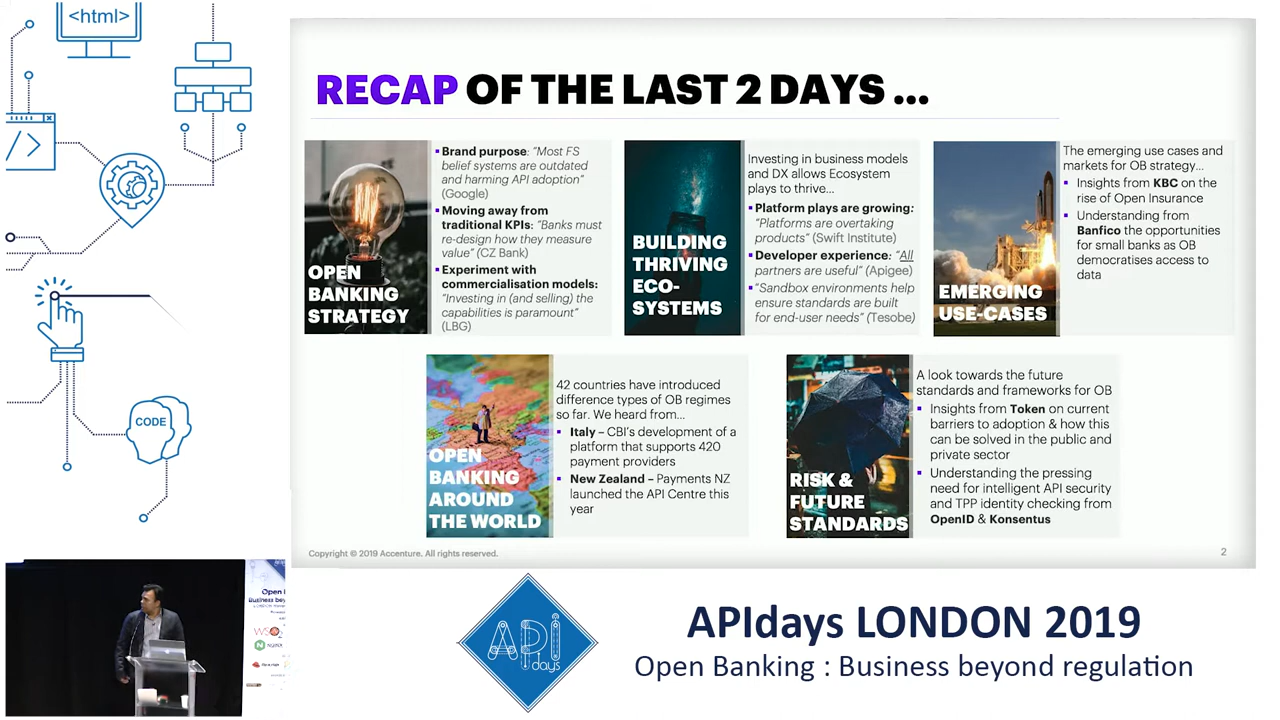 <html>
</>
CODE
RECAP OF THE LAST 2 DAYS ...
OPEN
BANKING
STRATEGY
▪Brand purpose: “Most FS
belief systems are outdated
and harming API adoption”
(Google)
▪Moving away from
traditional KPIs: “Banks must
re-design how they measure
value” (CZ Bank)
▪Experiment with
commercialisation models:
“Investing in (and selling) the
capabilities is paramount”
(LBG)
BUILDING
THRIVING
ECO-
SYSTEMS
Investing in business models
and DX allows Ecosystem
plays to thrive...
▪Platform plays are growing:
“Platforms are overtaking
products” (Swift Institute)
▪Developer experience: “All
partners are useful” (Apigee)
▪“Sandbox environments help
ensure standards are built
for end-user needs” (Tesobe)
EMERGING
USE-CASES
The emerging use cases and
markets for OB strategy...
▪ Insights from KBC on the
rise of Open Insurance
▪ Understanding from
Banfico the opportunities
for small banks as OB
democratises access to
data
OPEN
BANKING
AROUND
THE WORLD
42 countries have introduced
difference types of OB regimes
so far. We heard from...
▪ Italy – CBI’s development of a
platform that supports 420
payment providers
▪ New Zealand – Payments NZ
launched the API Centre this
year
RISK &
FUTURE
STANDARDS
A look towards the future
standards and frameworks for OB
▪ Insights from Token on current
barriers to adoption & how this
can be solved in the public and
private sector
▪ Understanding the pressing
need for intelligent API security
and TPP identity checking from
OpenID & Konsentus
Copyright © 2019 Accenture. All rights reserved.
2
Business bey
WSO2
NGINX
API
days
APIdays LONDON 2019
Open Banking : Business beyond regulation